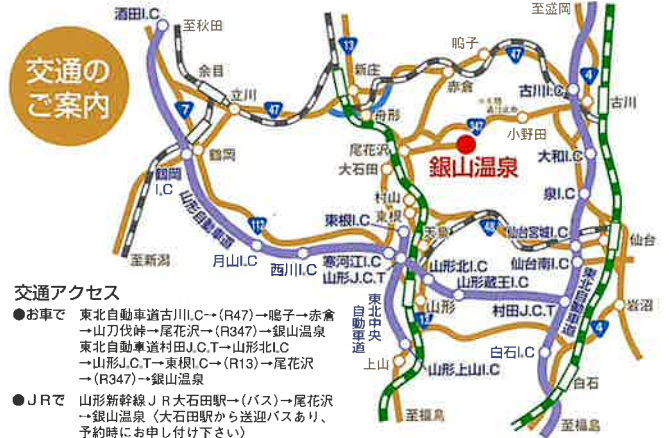 交通の
ご案内
酒田I.C
至秋田
余目
立川
新庄
舟形
鳴子
赤倉
至盛岡
古川I.C
古川
13
47
4
7
47
347
小野田
尾花沢
大石田
銀山温泉
大和I.C
泉I.C
鶴岡
鶴岡
I.C
山形自動車道
112
村山
東根
東根I.C
天童
48
仙台宮城I.C
仙台
仙台南I.C
至新潟
月山I.C
西川I.C
寒河江I.C
山形J.C.T
山形北I.C
山形蔵王I.C
東北自動車道
村田J.C.T
岩沼
山形
13
4
東北中央
自動車道
上山
山形上山I.C
白石I.C
白石
至福島
至福島
交通アクセス
●お車で 東北自動車道古川I.C→(R47)→鳴子→赤倉
→山刀伐峠→尾花沢→(R347)→銀山温泉
東北自動車道村田J.C.T→山形北I.C
→山形J.C.T→東根I.C→(R13)→尾花沢
→(R347)→銀山温泉
●JRで 山形新幹線JR大石田駅→(バス)→尾花沢
→銀山温泉(大石田駅から送迎バスあり、
予約時にお申し付け下さい)